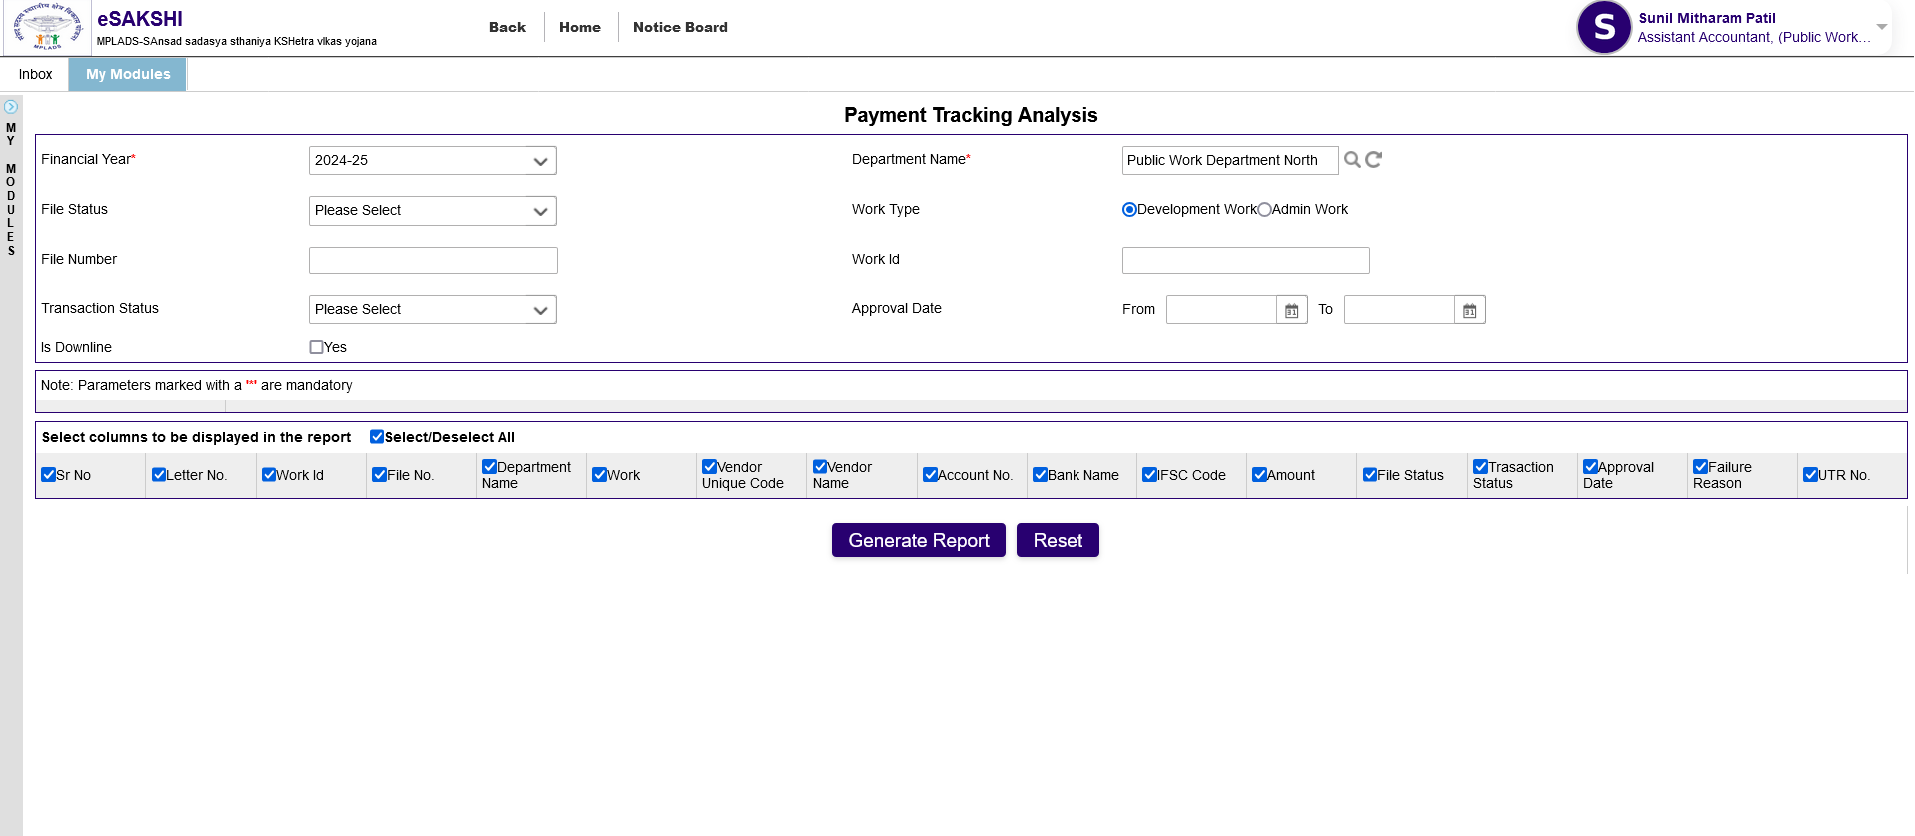 eSAKSHI
MPLADS-SAnsad sadasya sthaniya KSHetra vIkas yojana
MPLADS
Back
Home
Notice Board
S
Sunil Mitharam Patil
Assistant Accountant, (Public Work...
Inbox
My Modules
MY MODULES
Payment Tracking Analysis
Financial Year* 2024-25
Department Name* Public Work Department North
File Status Please Select
Work Type Development Work Admin Work
File Number
Work Id
Transaction Status Please Select
Approval Date From 31 To 31
Is Downline Yes
Note: Parameters marked with a '*' are mandatory
Select columns to be displayed in the report Select/Deselect All
Sr No
Letter No.
Work Id
File No.
Department
Name
Work
Vendor
Unique Code
Vendor
Name
Account No.
Bank Name
IFSC Code
Amount
File Status
Trasaction
Status
Approval
Date
Failure
Reason
UTR No.
Generate Report
Reset